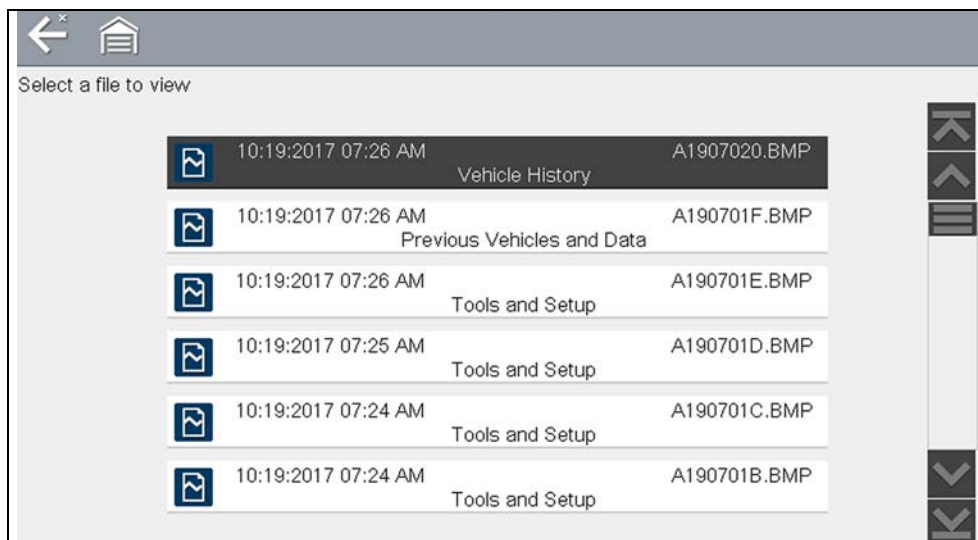 Select a file to view
10:19:2017 07:26 AM A1907020.BMP
Vehicle History
10:19:2017 07:26 AM A190701F.BMP
Previous Vehicles and Data
10:19:2017 07:26 AM A190701E.BMP
Tools and Setup
10:19:2017 07:25 AM A190701D.BMP
Tools and Setup
10:19:2017 07:24 AM A190701C.BMP
Tools and Setup
10:19:2017 07:24 AM A190701B.BMP
Tools and Setup